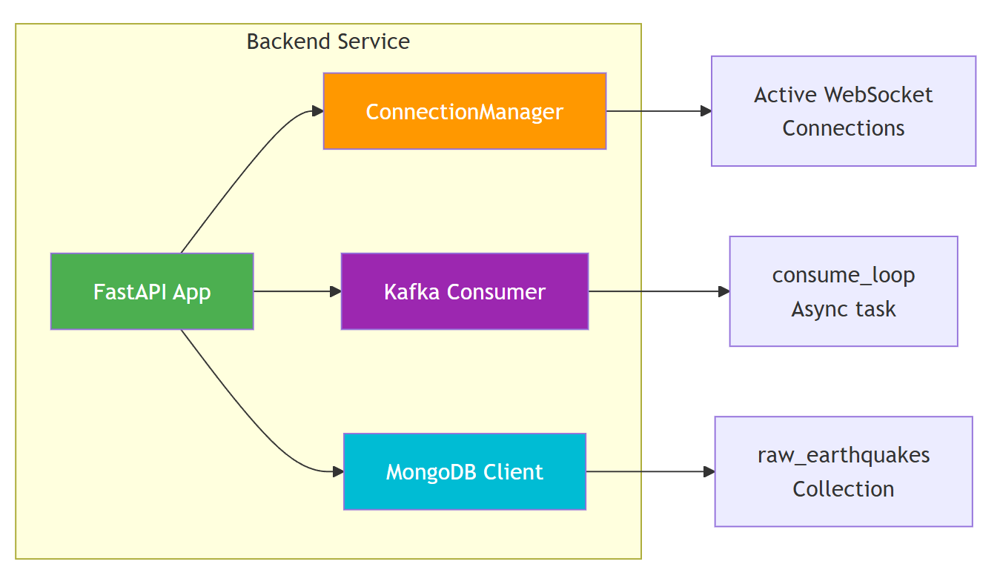 Backend Service
ConnectionManager
Active WebSocket
Connections
FastAPI App
Kafka Consumer
consume_loop
Async task
MongoDB Client
raw_earthquakes
Collection